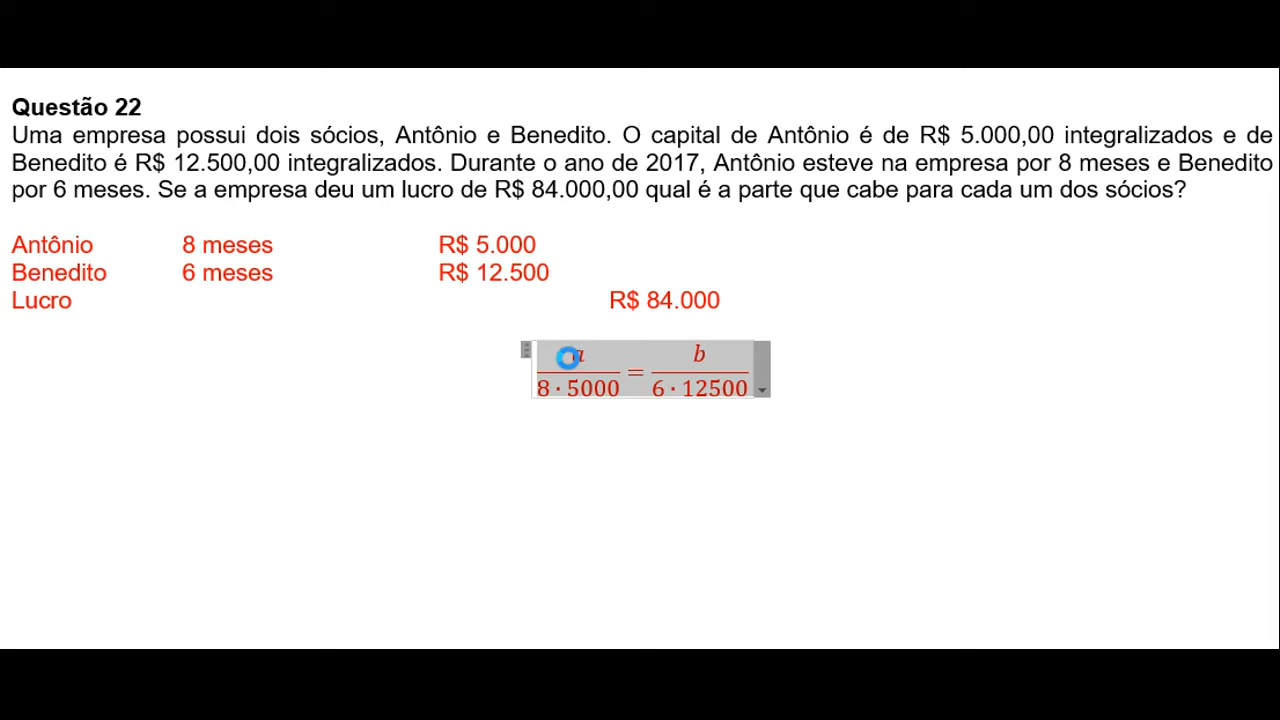 Questão 22
Uma empresa possui dois sócios, Antônio e Benedito. O capital de Antônio é de R$ 5.000,00 integralizados e de
Benedito é R$ 12.500,00 integralizados. Durante o ano de 2017, Antônio esteve na empresa por 8 meses e Benedito
por 6 meses. Se a empresa deu um lucro de R$ 84.000,00 qual é a parte que cabe para cada um dos sócios?
Antônio 8 meses R$ 5.000
Benedito 6 meses R$ 12.500
Lucro R$ 84.000
a/(8 · 5000) = b/(6 · 12500)